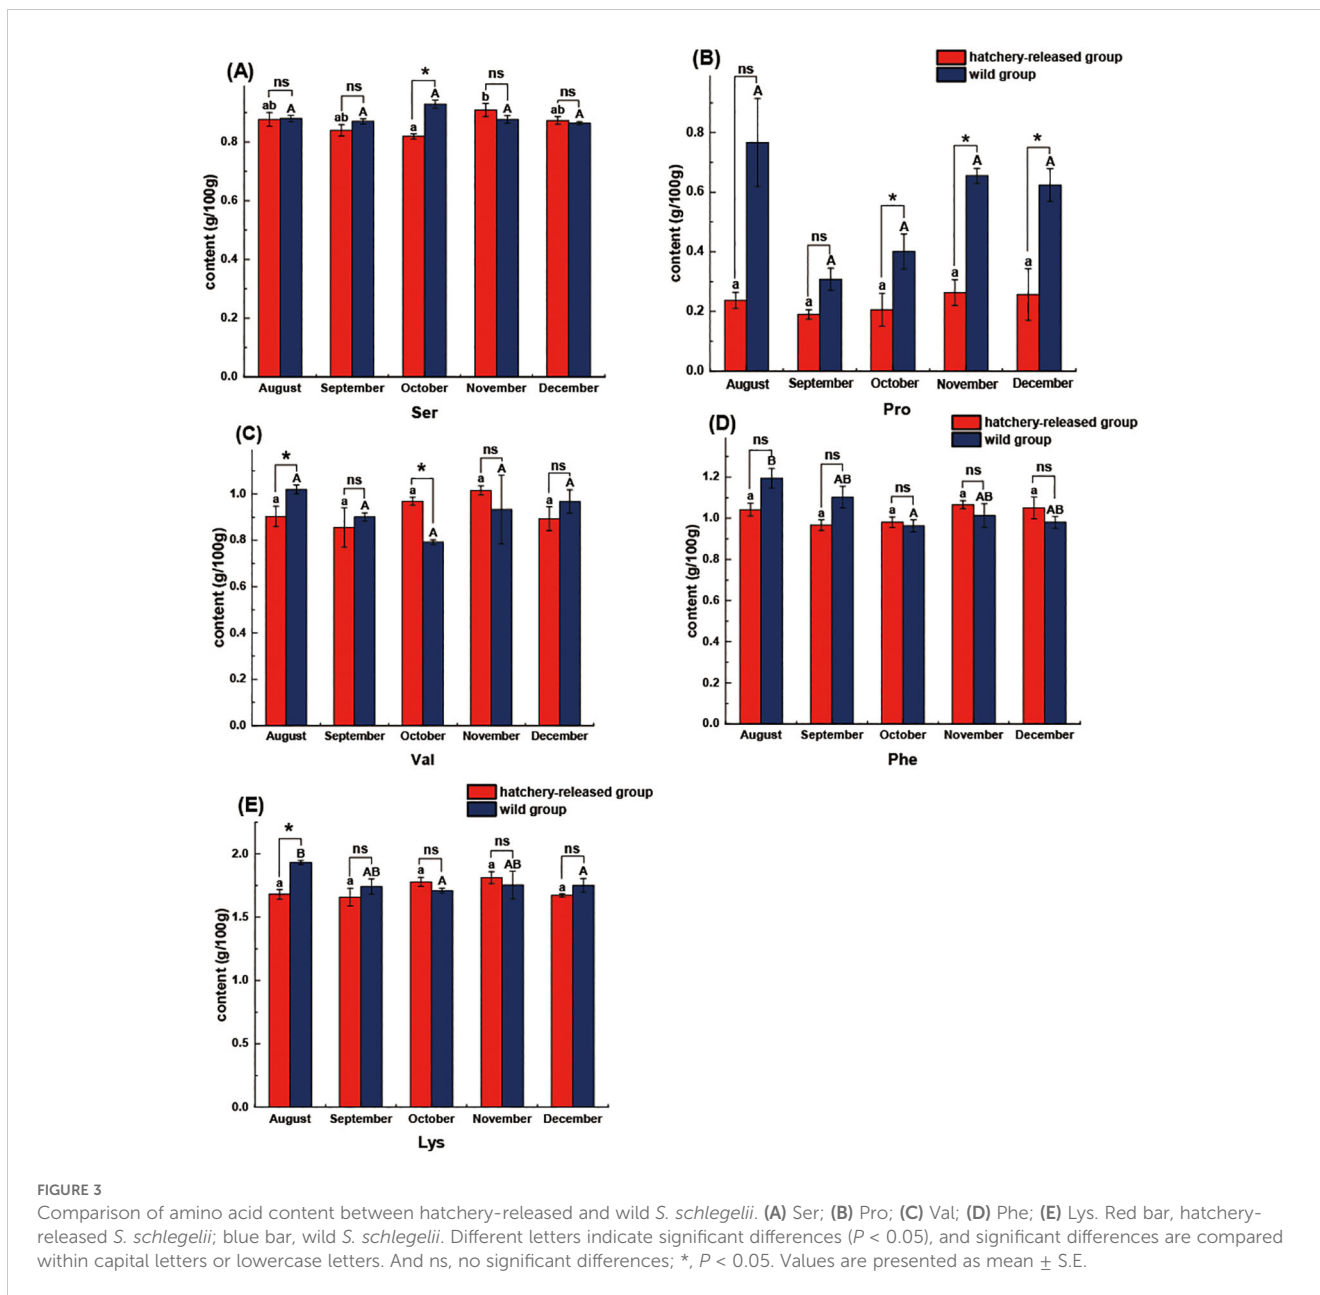 (A)
ns
ns
*
ns
ns
ab A
ab A
a A
b A
ab A
content (g/100g)
0.8
0.6
0.4
0.2
0.0
August September October November December
Ser
(B)
hatchery-released group
wild group
ns
ns
*
*
*
a A
a A
a A
a A
a A
content (g/100g)
0.8
0.6
0.4
0.2
0.0
August September October November December
Pro
(C)
*
ns
*
ns
ns
a A
a A
a A
a A
a A
content (g/100g)
1.0
0.8
0.6
0.4
0.2
0.0
August September October November December
Val
(D)
hatchery-released group
wild group
ns
ns
ns
ns
ns
a B
a AB
a A
a AB
a AB
content (g/100g)
1.2
1.0
0.8
0.6
0.4
0.2
0.0
August September October November December
Phe
(E)
hatchery-released group
wild group
*
ns
ns
ns
ns
a B
a AB
a A
a AB
a A
content (g/100g)
2.0
1.5
1.0
0.5
0.0
August September October November December
Lys
FIGURE 3
Comparison of amino acid content between hatchery-released and wild S. schlegelii. (A) Ser; (B) Pro; (C) Val; (D) Phe; (E) Lys. Red bar, hatchery-
released S. schlegelii; blue bar, wild S. schlegelii. Different letters indicate significant differences (P < 0.05), and significant differences are compared
within capital letters or lowercase letters. And ns, no significant differences; *, P < 0.05. Values are presented as mean ± S.E.